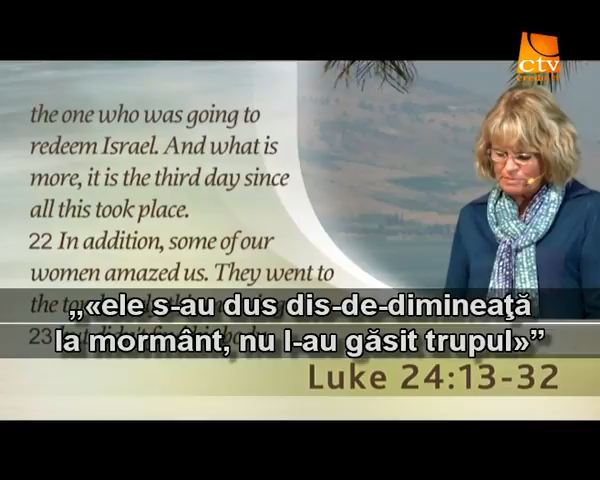 ctv
the one who was going to
redeem Israel. And what is
more, it is the third day since
all this took place.
22 In addition, some of our
women amazed us. They went to
the
23
„«ele s-au dus dis-de-dimineaţă
la mormânt, nu l-au găsit trupul»”
Luke 24:13-32